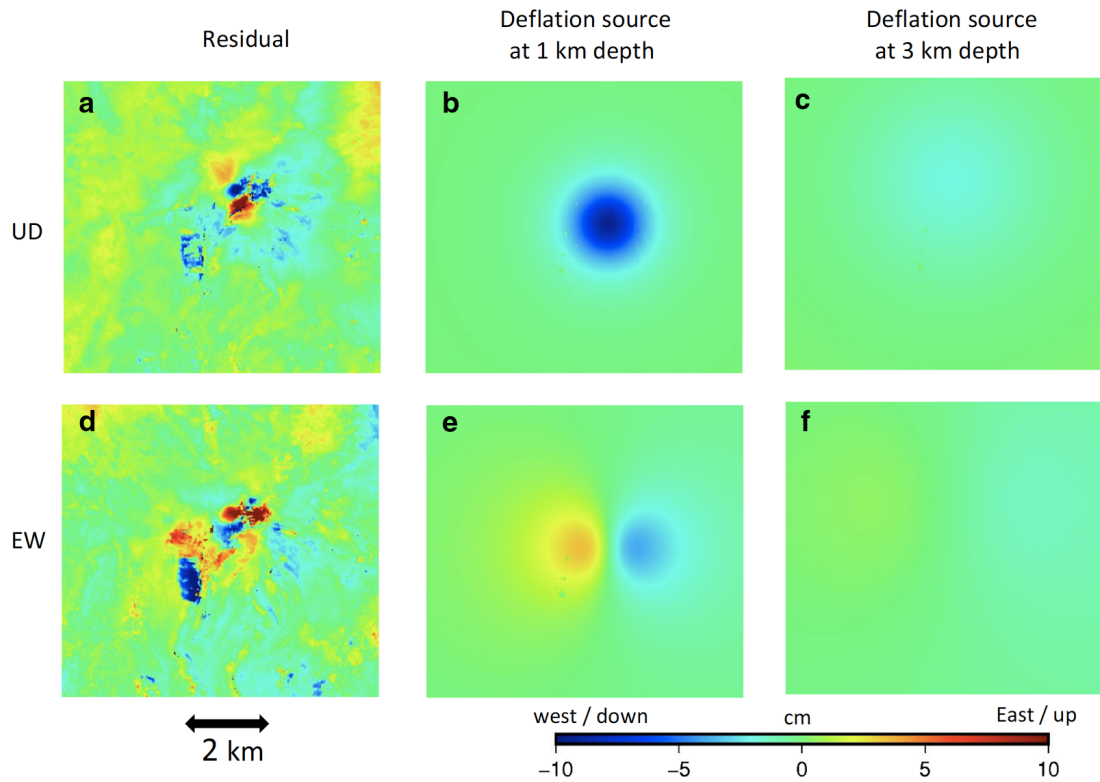 Residual
Deflation source
at 1 km depth
Deflation source
at 3 km depth
a
b
c
UD
d
e
f
EW
2 km
west / down
cm
East / up
−10
−5
0
5
10